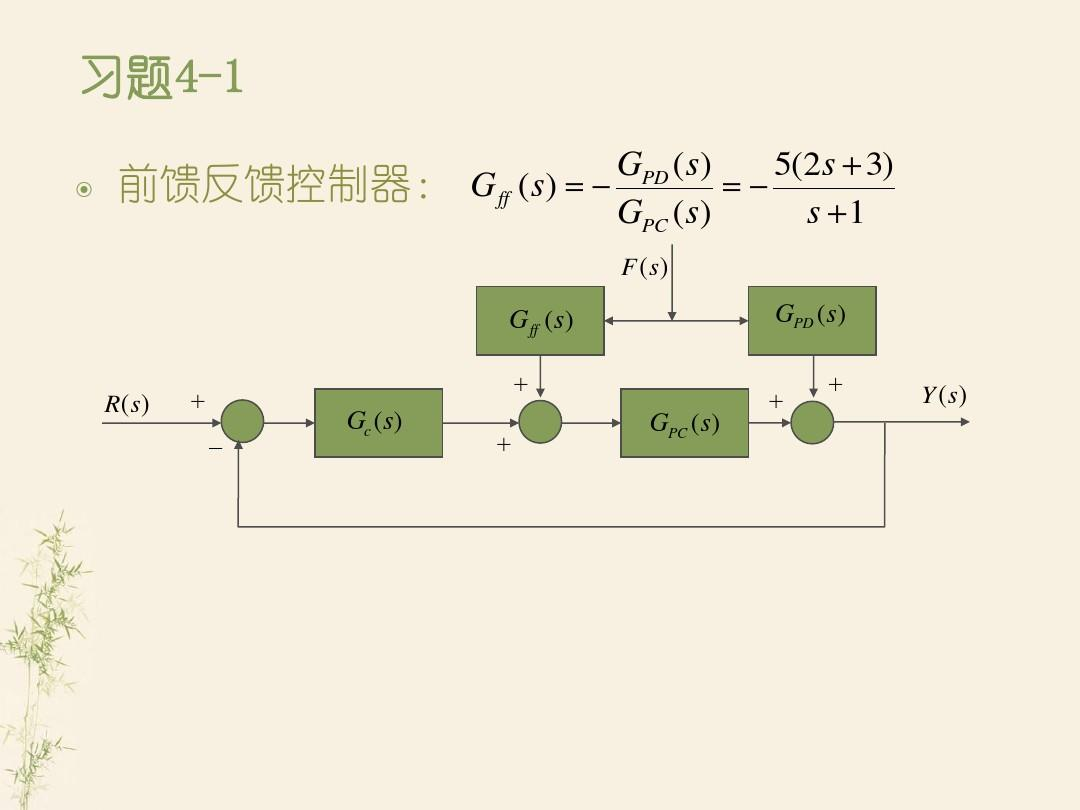 习题4-1
前馈反馈控制器： G_ff(s) = − G_PD(s) / G_PC(s) = − 5(2s+3) / s+1
F(s)
G_ff(s) G_PD(s)
+ +
R(s) + G_c(s) G_PC(s) + Y(s)
− +